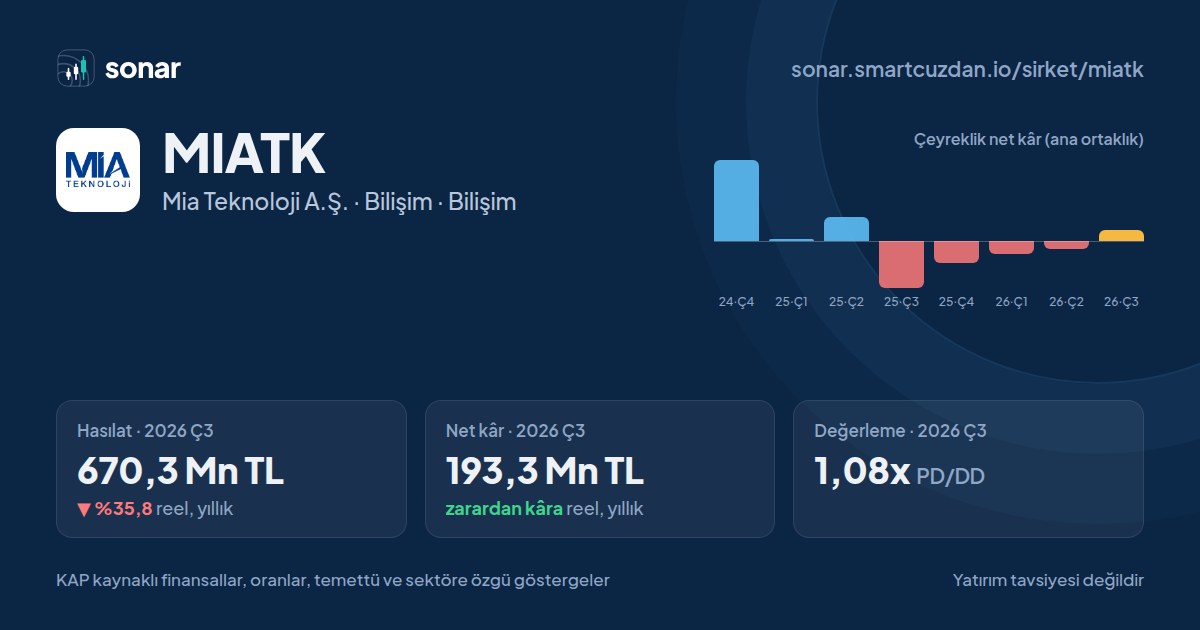 sonar
sonar.smartcuzdan.io/sirket/miatk
MİA
TEKNOLOJİ
MIATK
Mia Teknoloji A.Ş. · Bilişim · Bilişim
Çeyreklik net kâr (ana ortaklık)
24·Ç4 25·Ç1 25·Ç2 25·Ç3 25·Ç4 26·Ç1 26·Ç2 26·Ç3
Hasılat · 2026 Ç3
670,3 Mn TL
▼ %35,8 reel, yıllık
Net kâr · 2026 Ç3
193,3 Mn TL
zarardan kâra reel, yıllık
Değerleme · 2026 Ç3
1,08x PD/DD
KAP kaynaklı finansallar, oranlar, temettü ve sektöre özgü göstergeler
Yatırım tavsiyesi değildir